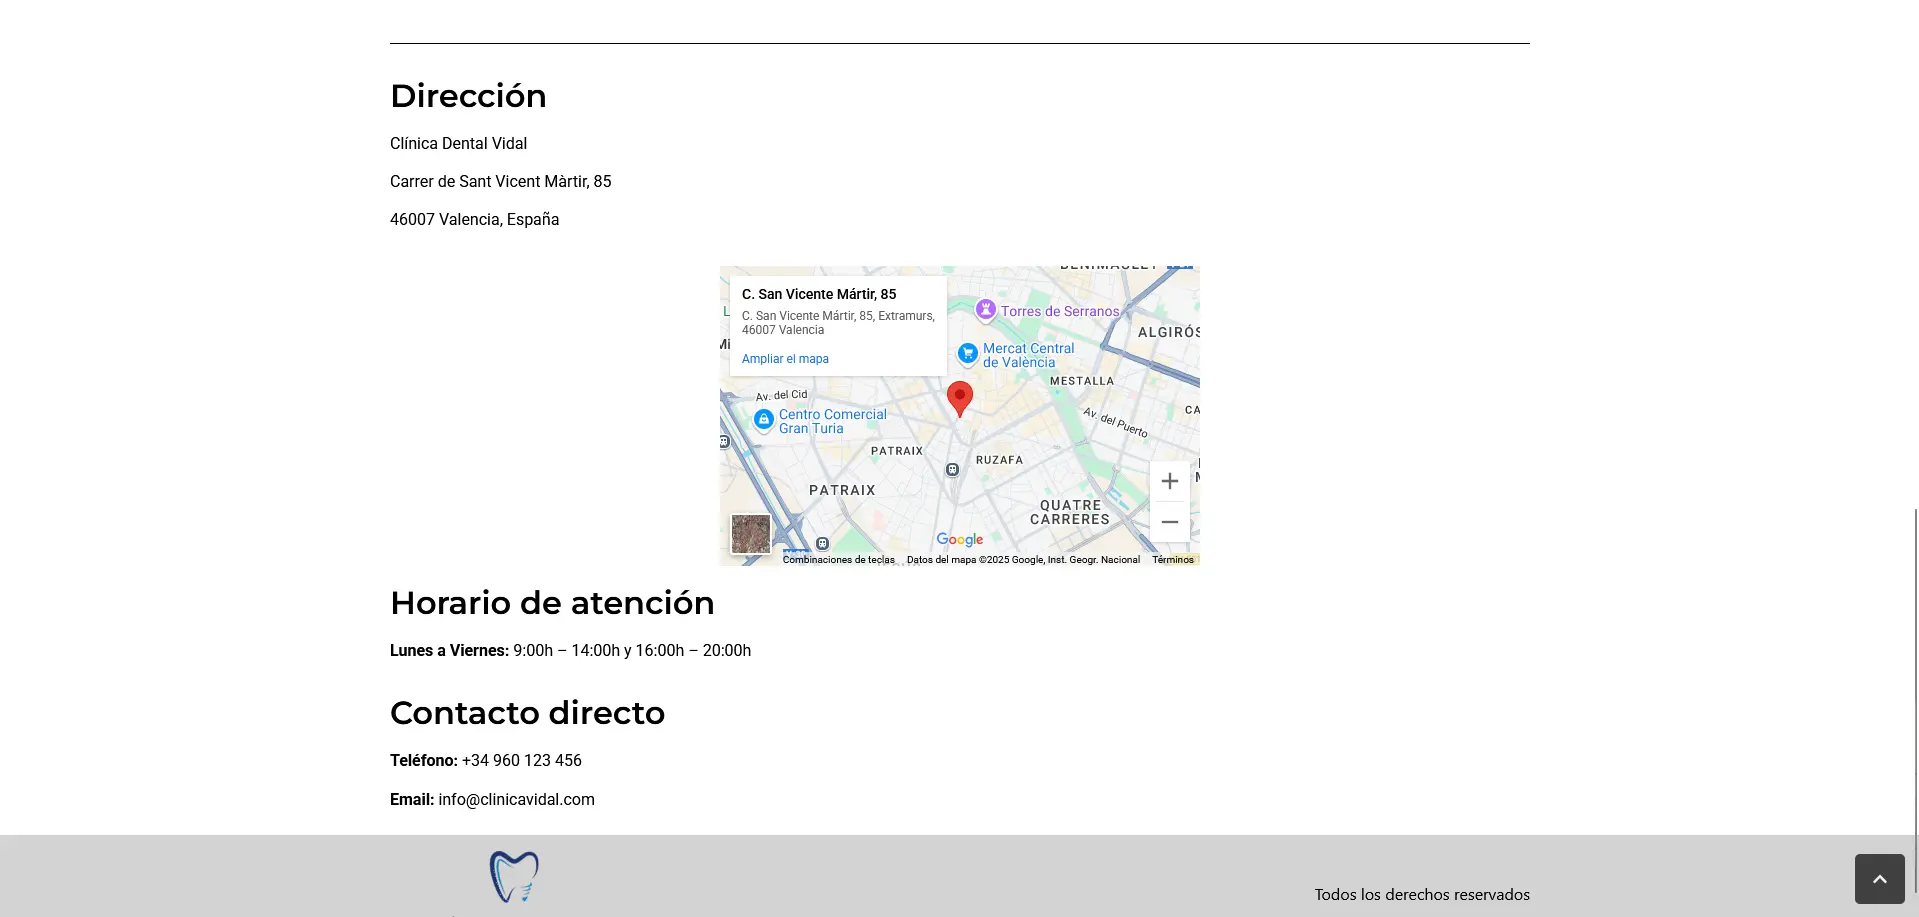 Dirección
Clínica Dental Vidal
Carrer de Sant Vicent Màrtir, 85
46007 Valencia, España
BENIMACLET
C. San Vicente Mártir, 85
C. San Vicente Mártir, 85, Extramurs,
46007 Valencia
Ampliar el mapa
Torres de Serranos
ALGIRÓS
Mercat Central
de València
MESTALLA
Av. del Cid
Centro Comercial
Gran Turia
Av. del Puerto
CA
PATRAIX
RUZAFA
PATRAIX
QUATRE
CARRERES
Google
Combinaciones de teclas
Datos del mapa ©2025 Google, Inst. Geogr. Nacional
Términos
Horario de atención
Lunes a Viernes: 9:00h – 14:00h y 16:00h – 20:00h
Contacto directo
Teléfono: +34 960 123 456
Email: info@clinicavidal.com
Todos los derechos reservados